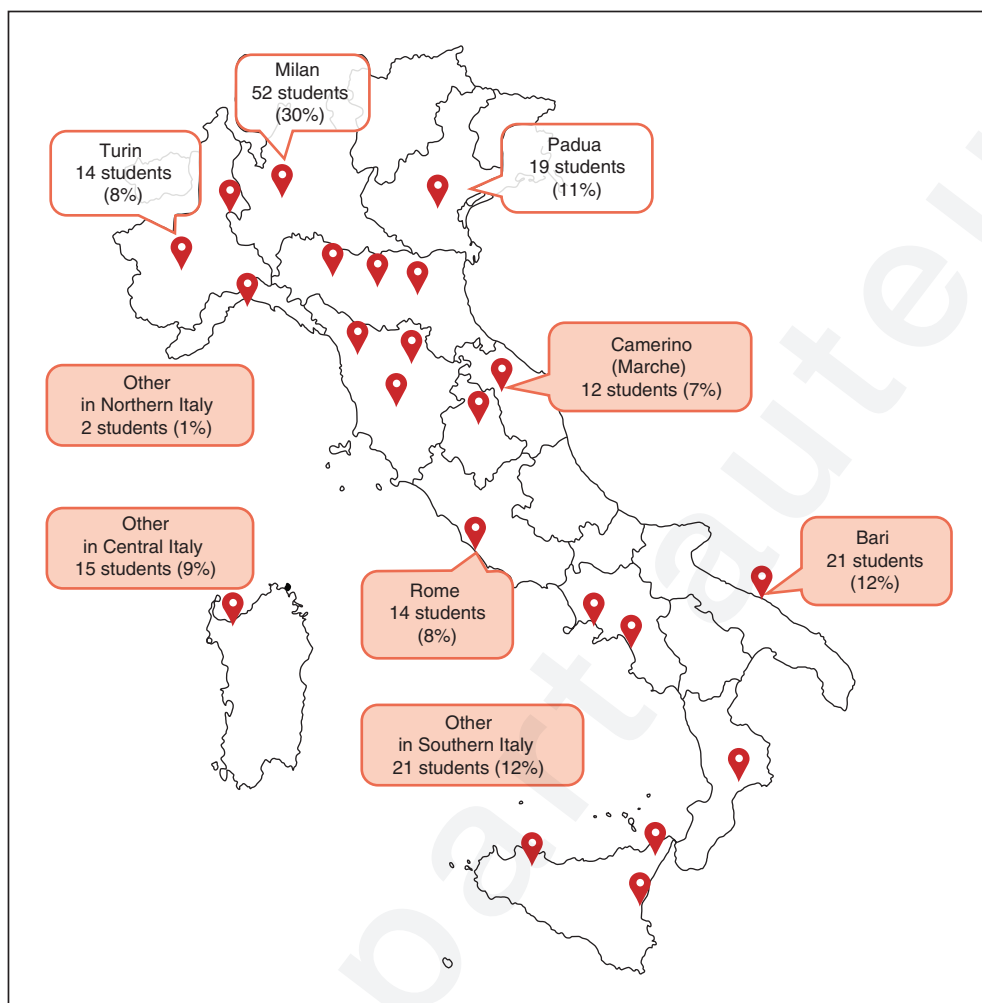 Milan
52 students
(30%)
Turin
14 students
(8%)
Padua
19 students
(11%)
Camerino
(Marche)
12 students (7%)
Other
in Northern Italy
2 students (1%)
Other
in Central Italy
15 students (9%)
Rome
14 students
(8%)
Bari
21 students
(12%)
Other
in Southern Italy
21 students (12%)
part auteu